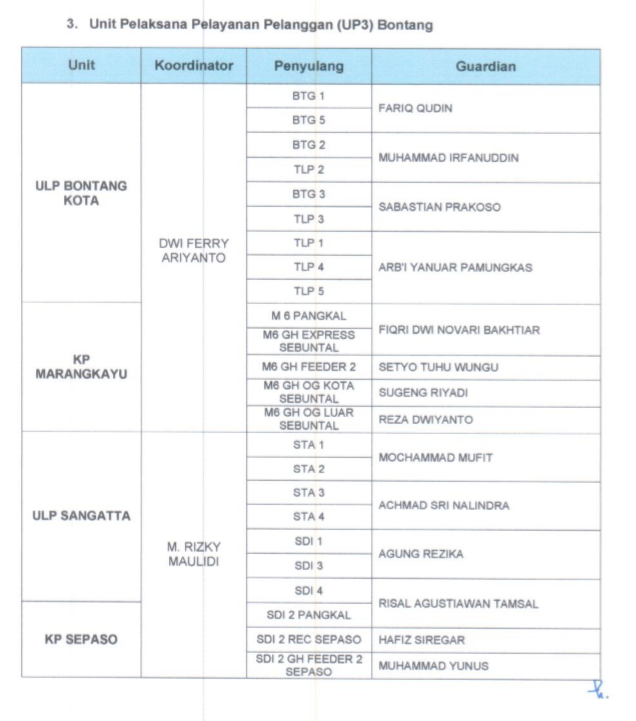 3. Unit Pelaksana Pelayanan Pelanggan (UP3) Bontang
Unit Koordinator Penyulang Guardian
ULP BONTANG
KOTA
DWI FERRY
ARIYANTO
BTG 1
BTG 5
FARIQ QUDIN
BTG 2
TLP 2
MUHAMMAD IRFANUDDIN
BTG 3
TLP 3
SABASTIAN PRAKOSO
TLP 1
TLP 4
TLP 5
ARB'I YANUAR PAMUNGKAS
KP
MARANGKAYU
M 6 PANGKAL
M6 GH EXPRESS
SEBUNTAL
FIQRI DWI NOVARI BAKHTIAR
M6 GH FEEDER 2
SETYO TUHU WUNGU
M6 GH OG KOTA
SEBUNTAL
SUGENG RIYADI
M6 GH OG LUAR
SEBUNTAL
REZA DWIYANTO
ULP SANGATTA
M. RIZKY
MAULIDI
STA 1
STA 2
MOCHAMMAD MUFIT
STA 3
STA 4
ACHMAD SRI NALINDRA
SDI 1
SDI 3
AGUNG REZIKA
SDI 4
KP SEPASO
SDI 2 PANGKAL
RISAL AGUSTIAWAN TAMSAL
SDI 2 REC SEPASO
HAFIZ SIREGAR
SDI 2 GH FEEDER 2
SEPASO
MUHAMMAD YUNUS